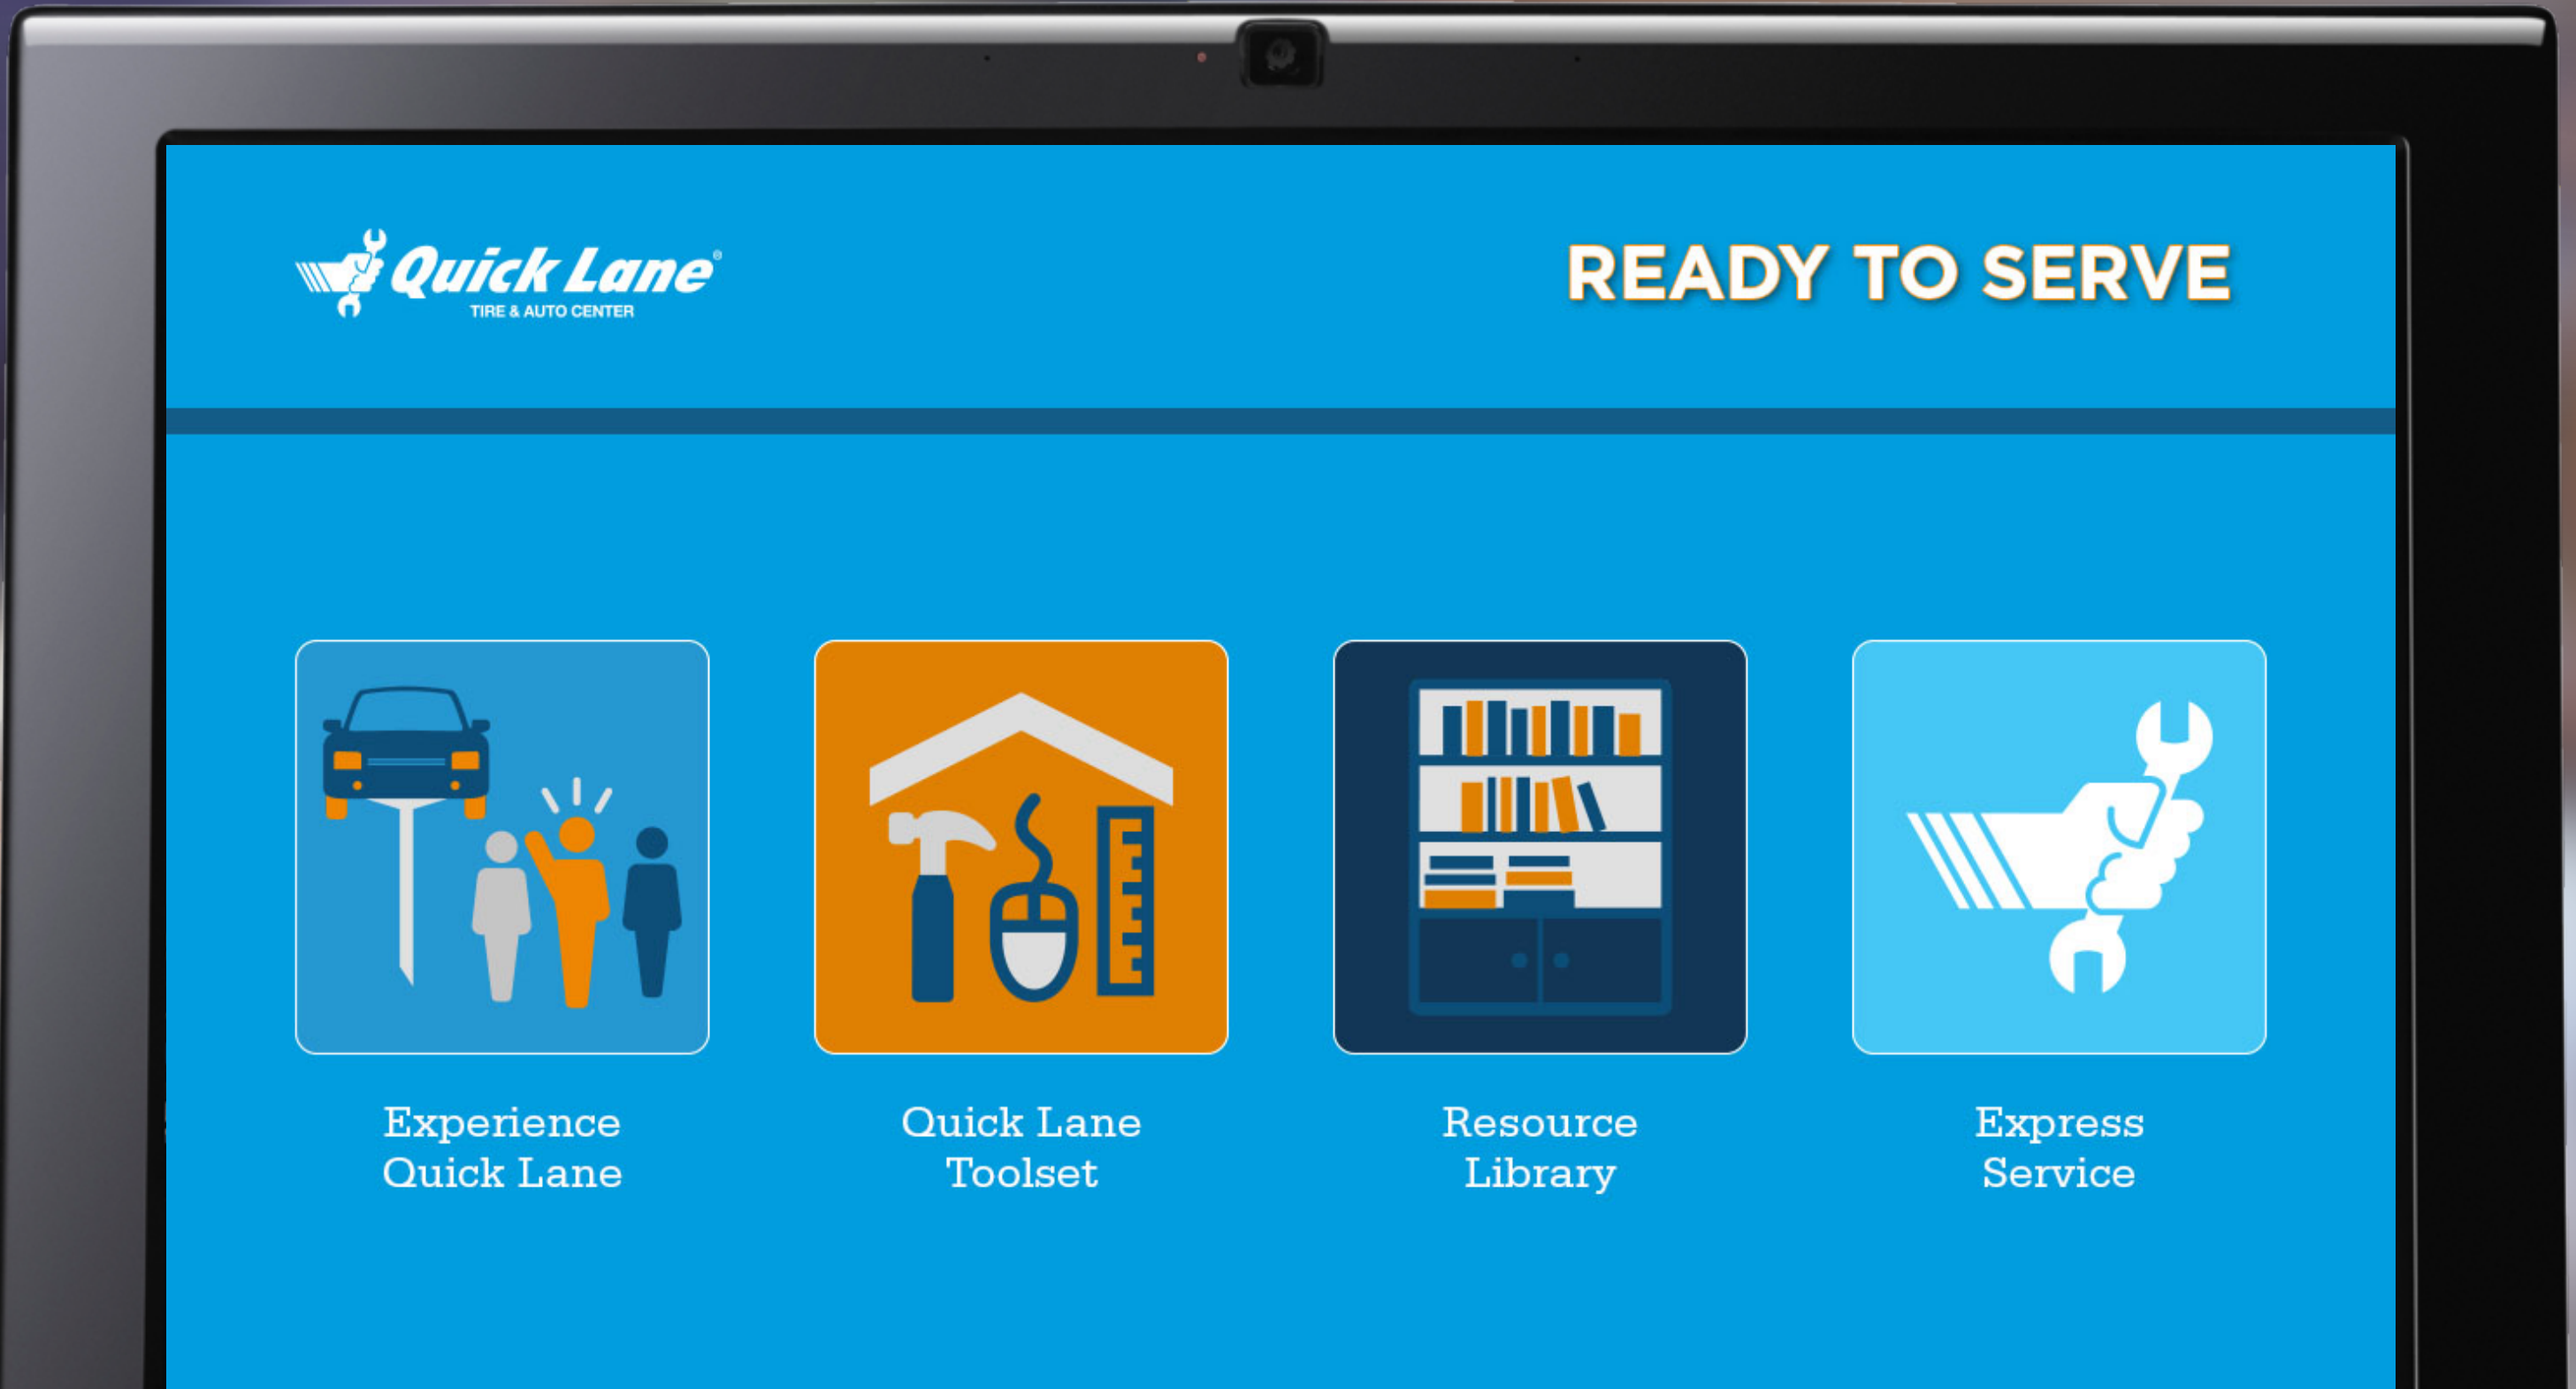 Quick Lane®
TIRE & AUTO CENTER
READY TO SERVE
Experience
Quick Lane
Quick Lane
Toolset
Resource
Library
Express
Service